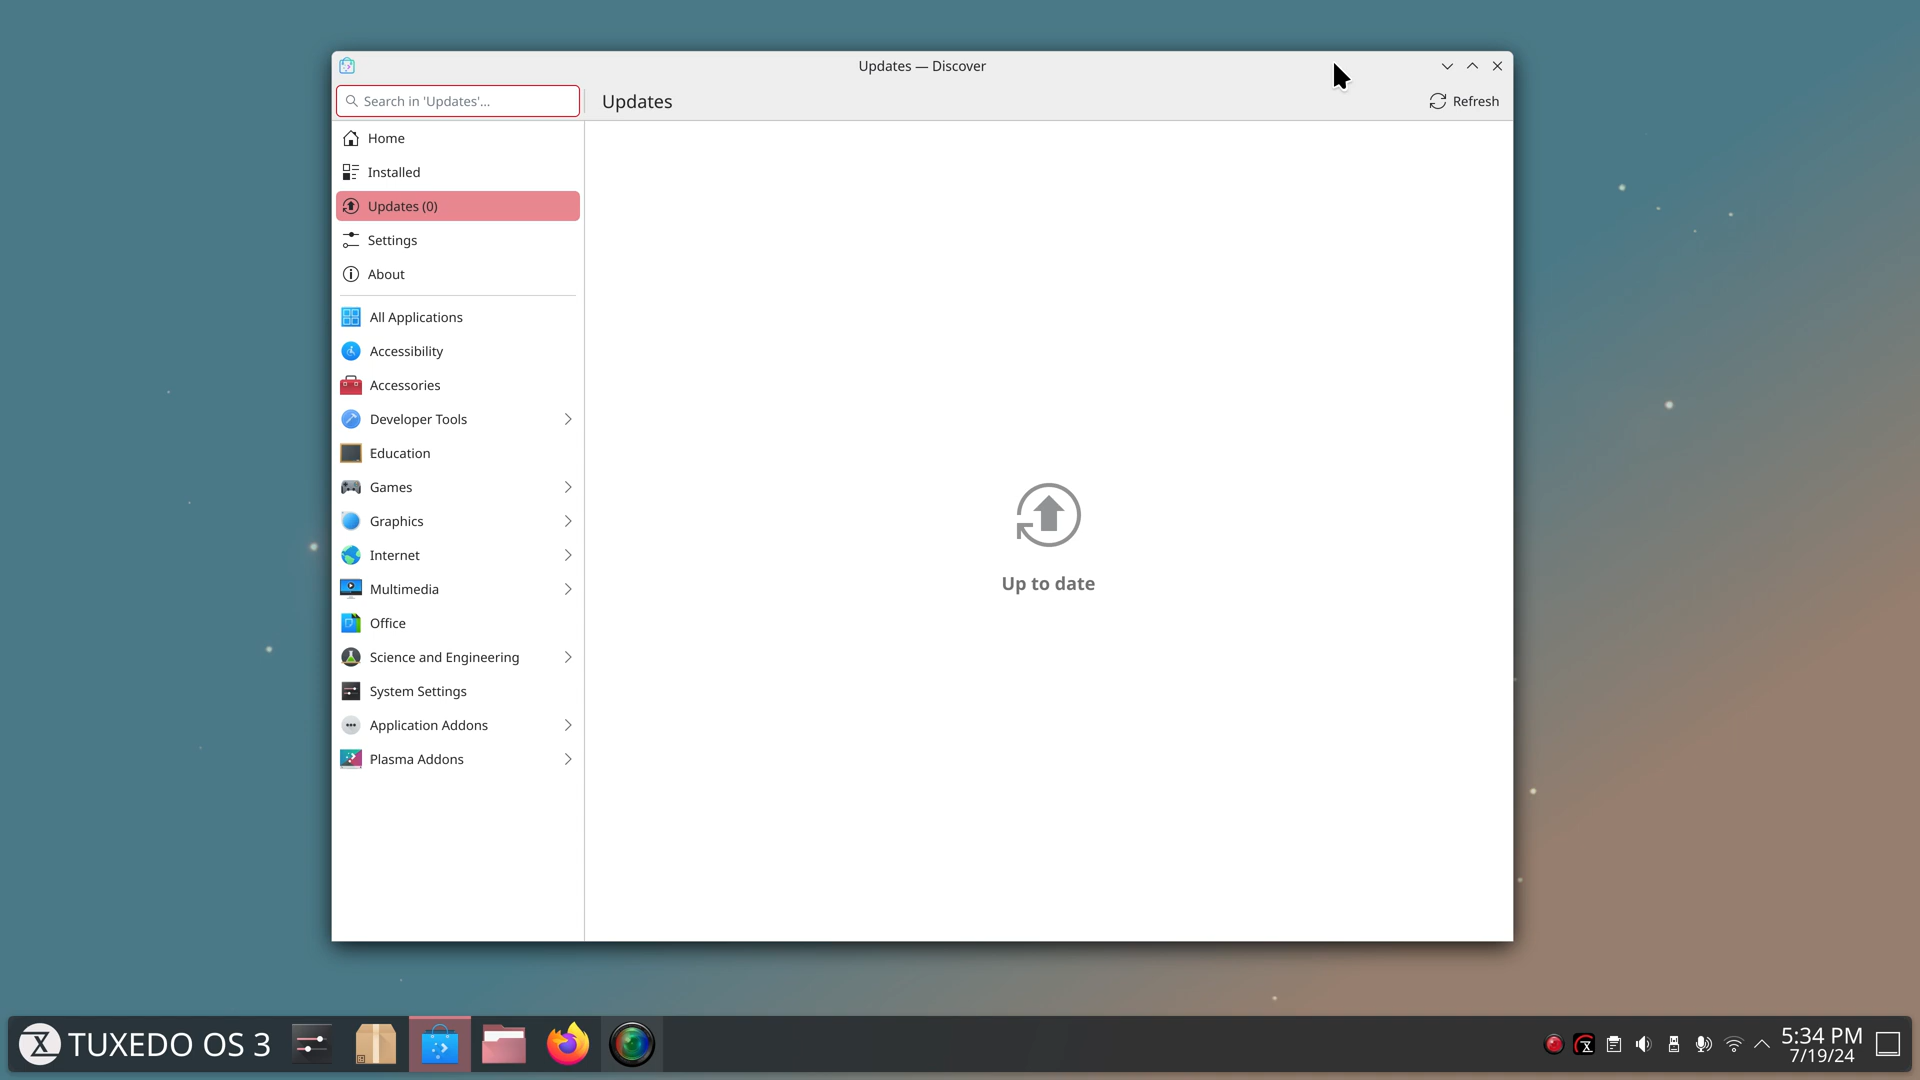 Updates — Discover
Search in 'Updates'...
Updates
Refresh
Home
Installed
Updates (0)
Settings
About
All Applications
Accessibility
Accessories
Developer Tools
Education
Games
Graphics
Internet
Multimedia
Office
Science and Engineering
System Settings
Application Addons
Plasma Addons
Up to date
TUXEDO OS 3
5:34 PM
7/19/24